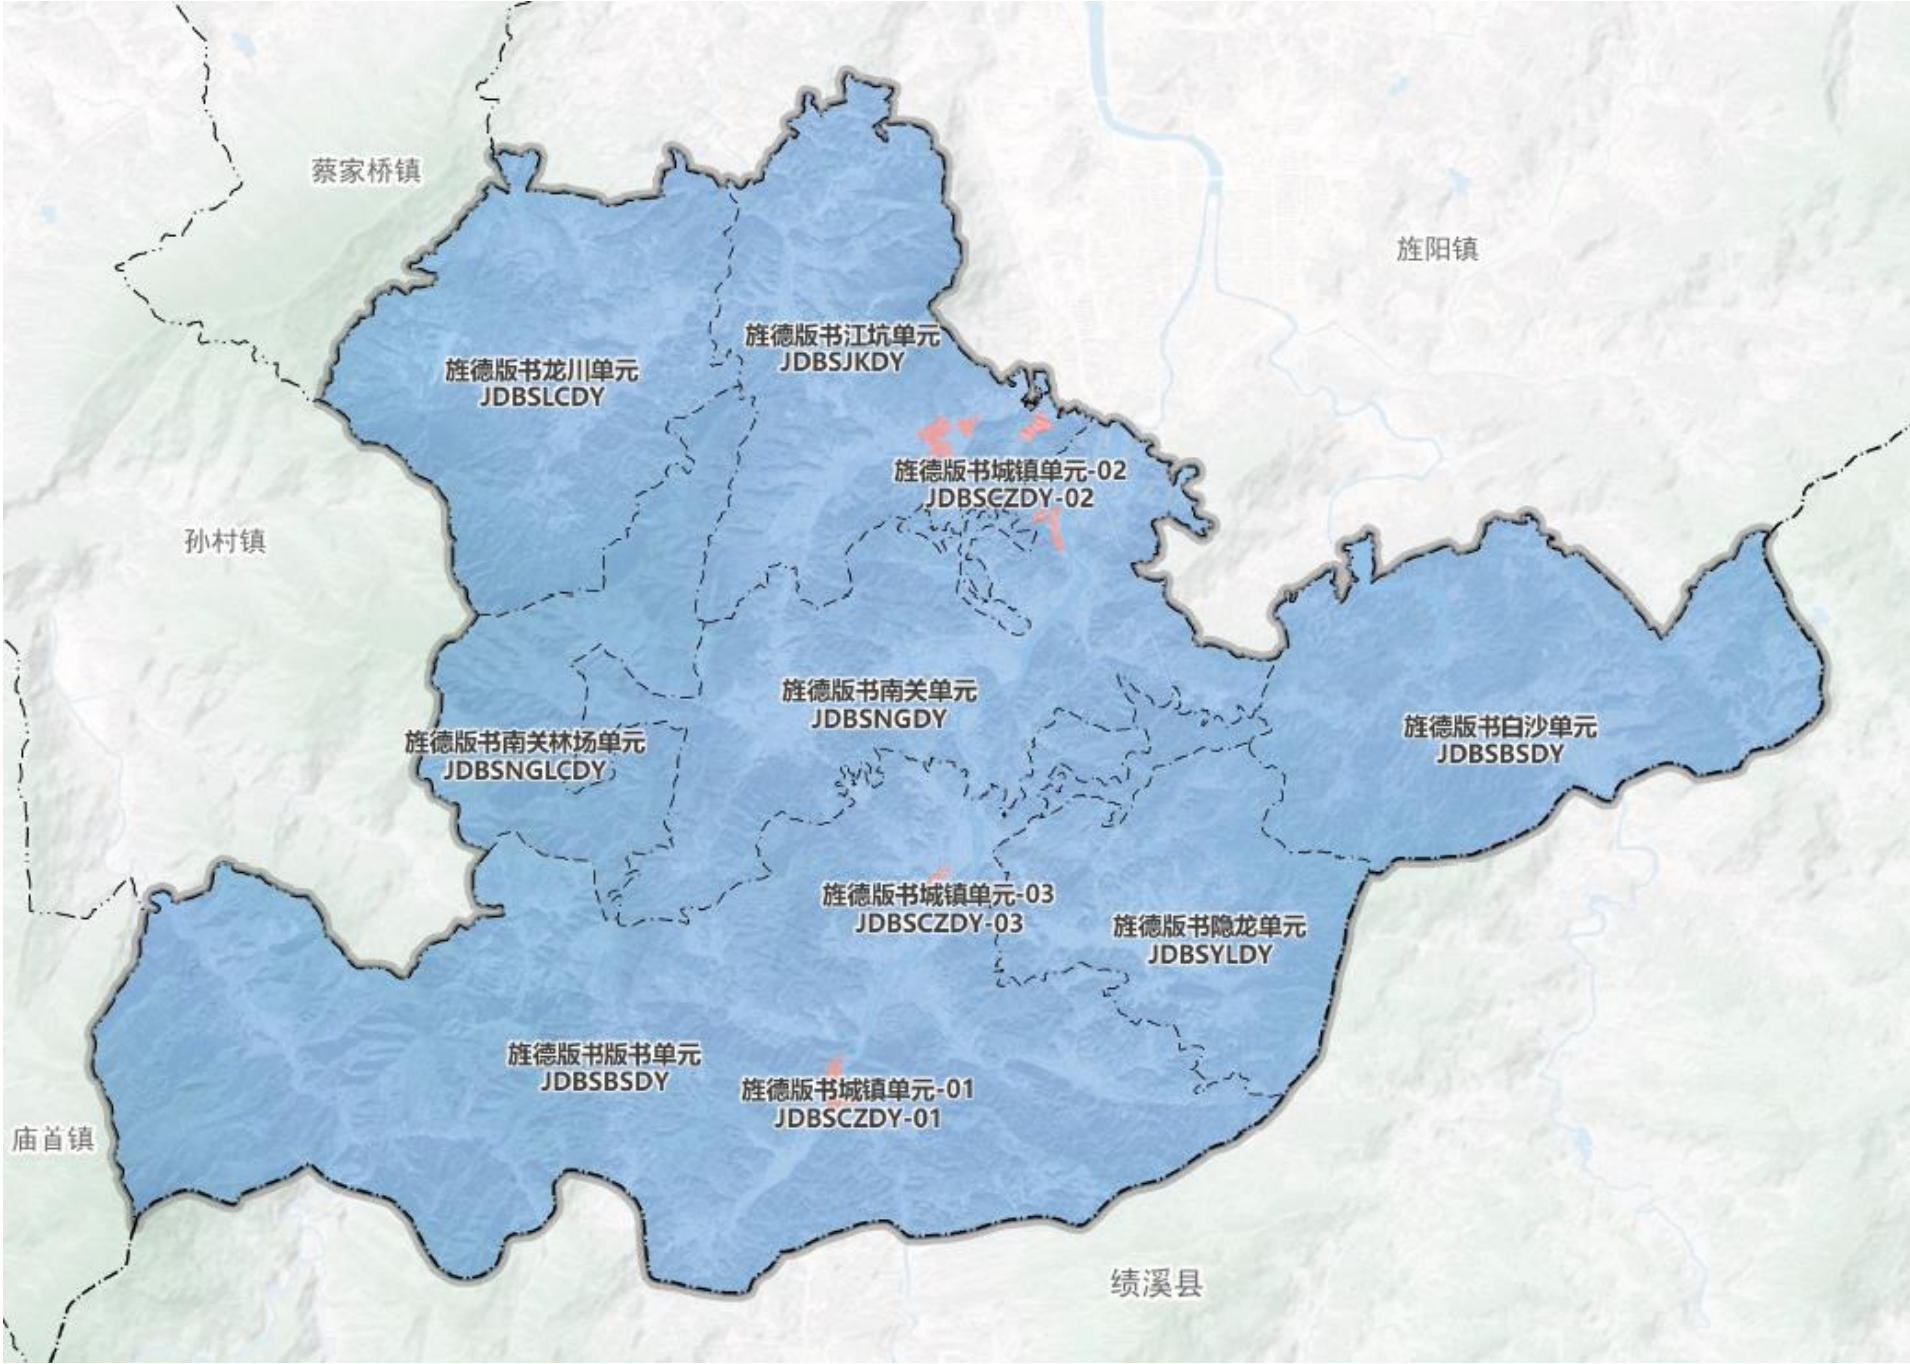 蔡家桥镇
旌阳镇
旌德版书江坑单元
JDBSJKDY
旌德版书龙川单元
JDBSLCDY
旌德版书城镇单元-02
JDBSCZDY-02
孙村镇
旌德版书南关单元
JDBSNGDY
旌德版书南关林场单元
JDBSNGLCDY
旌德版书白沙单元
JDBSBSDY
旌德版书城镇单元-03
JDBSCZDY-03
旌德版书隐龙单元
JDBSYLDY
旌德版书版书单元
JDBSBSDY
旌德版书城镇单元-01
JDBSCZDY-01
庙首镇
绩溪县